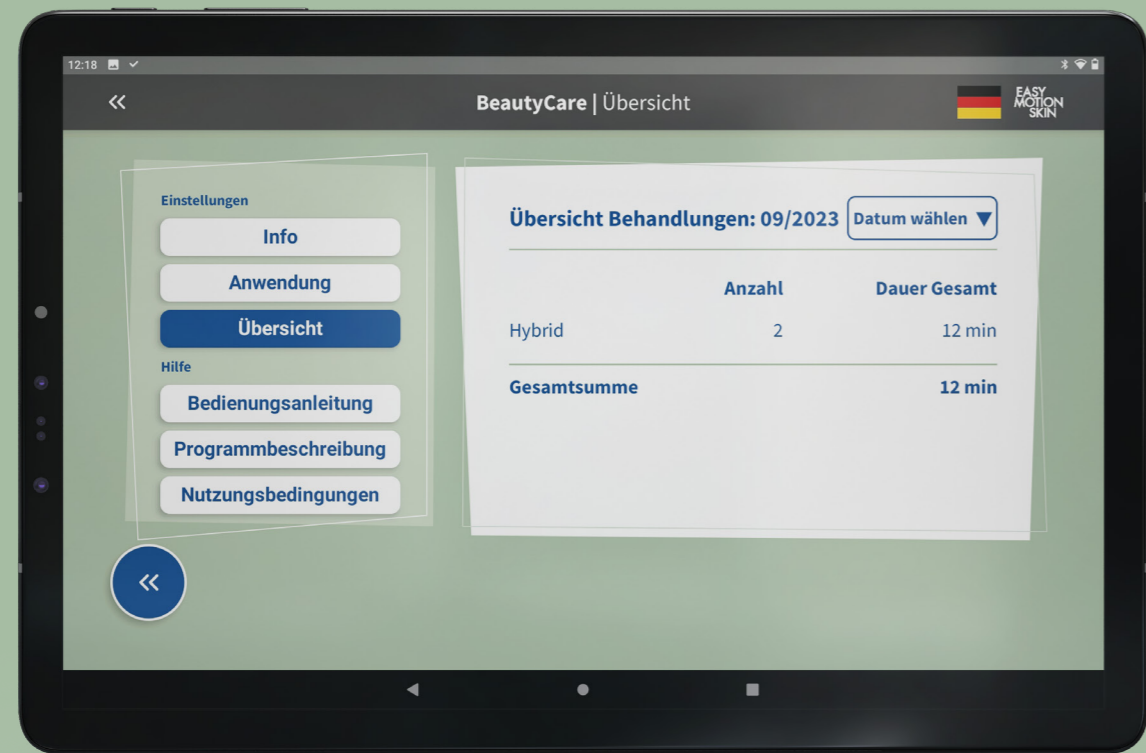 12:18
BeautyCare | Übersicht
EASY
MOTION
SKIN
Einstellungen
Info
Anwendung
Übersicht
Hilfe
Bedienungsanleitung
Programmbeschreibung
Nutzungsbedingungen
Übersicht Behandlungen: 09/2023
Datum wählen ▼
Anzahl Dauer Gesamt
Hybrid 2 12 min
Gesamtsumme 12 min